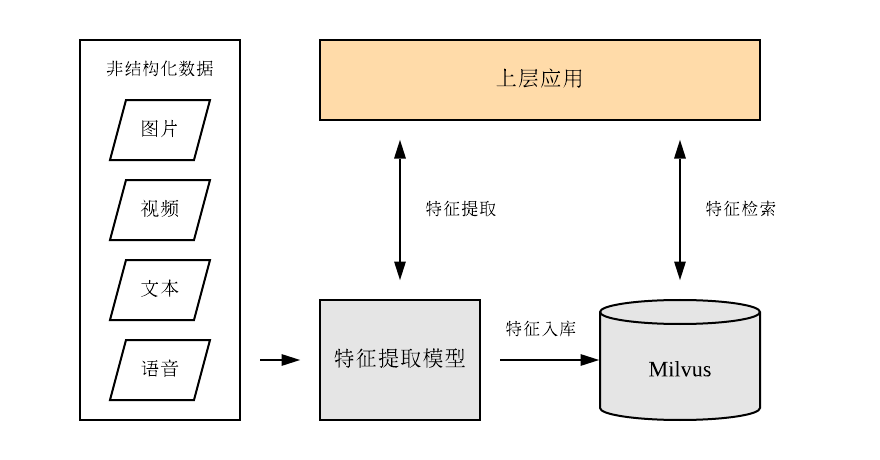 非结构化数据
图片
视频
文本
语音
上层应用
特征提取
特征检索
特征提取模型
特征入库
Milvus